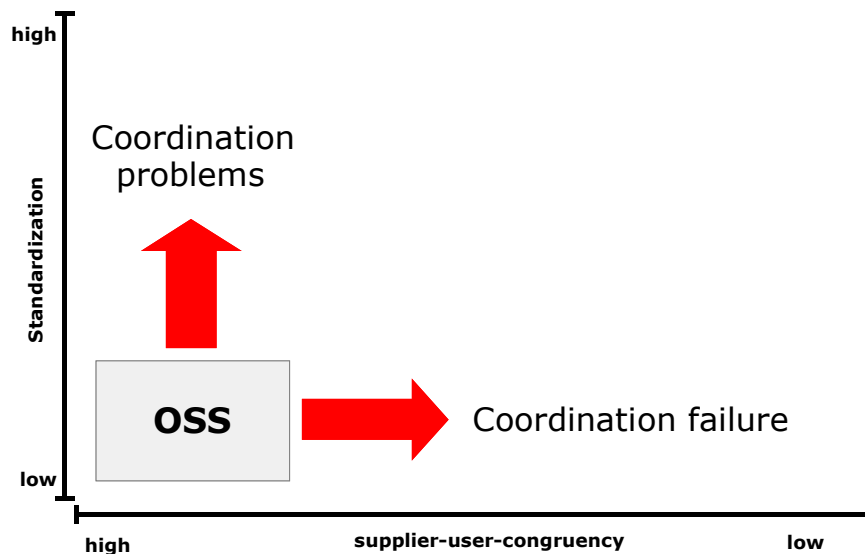 high
Coordination
problems
Standardization
OSS
Coordination failure
low
high
supplier-user-congruency
low